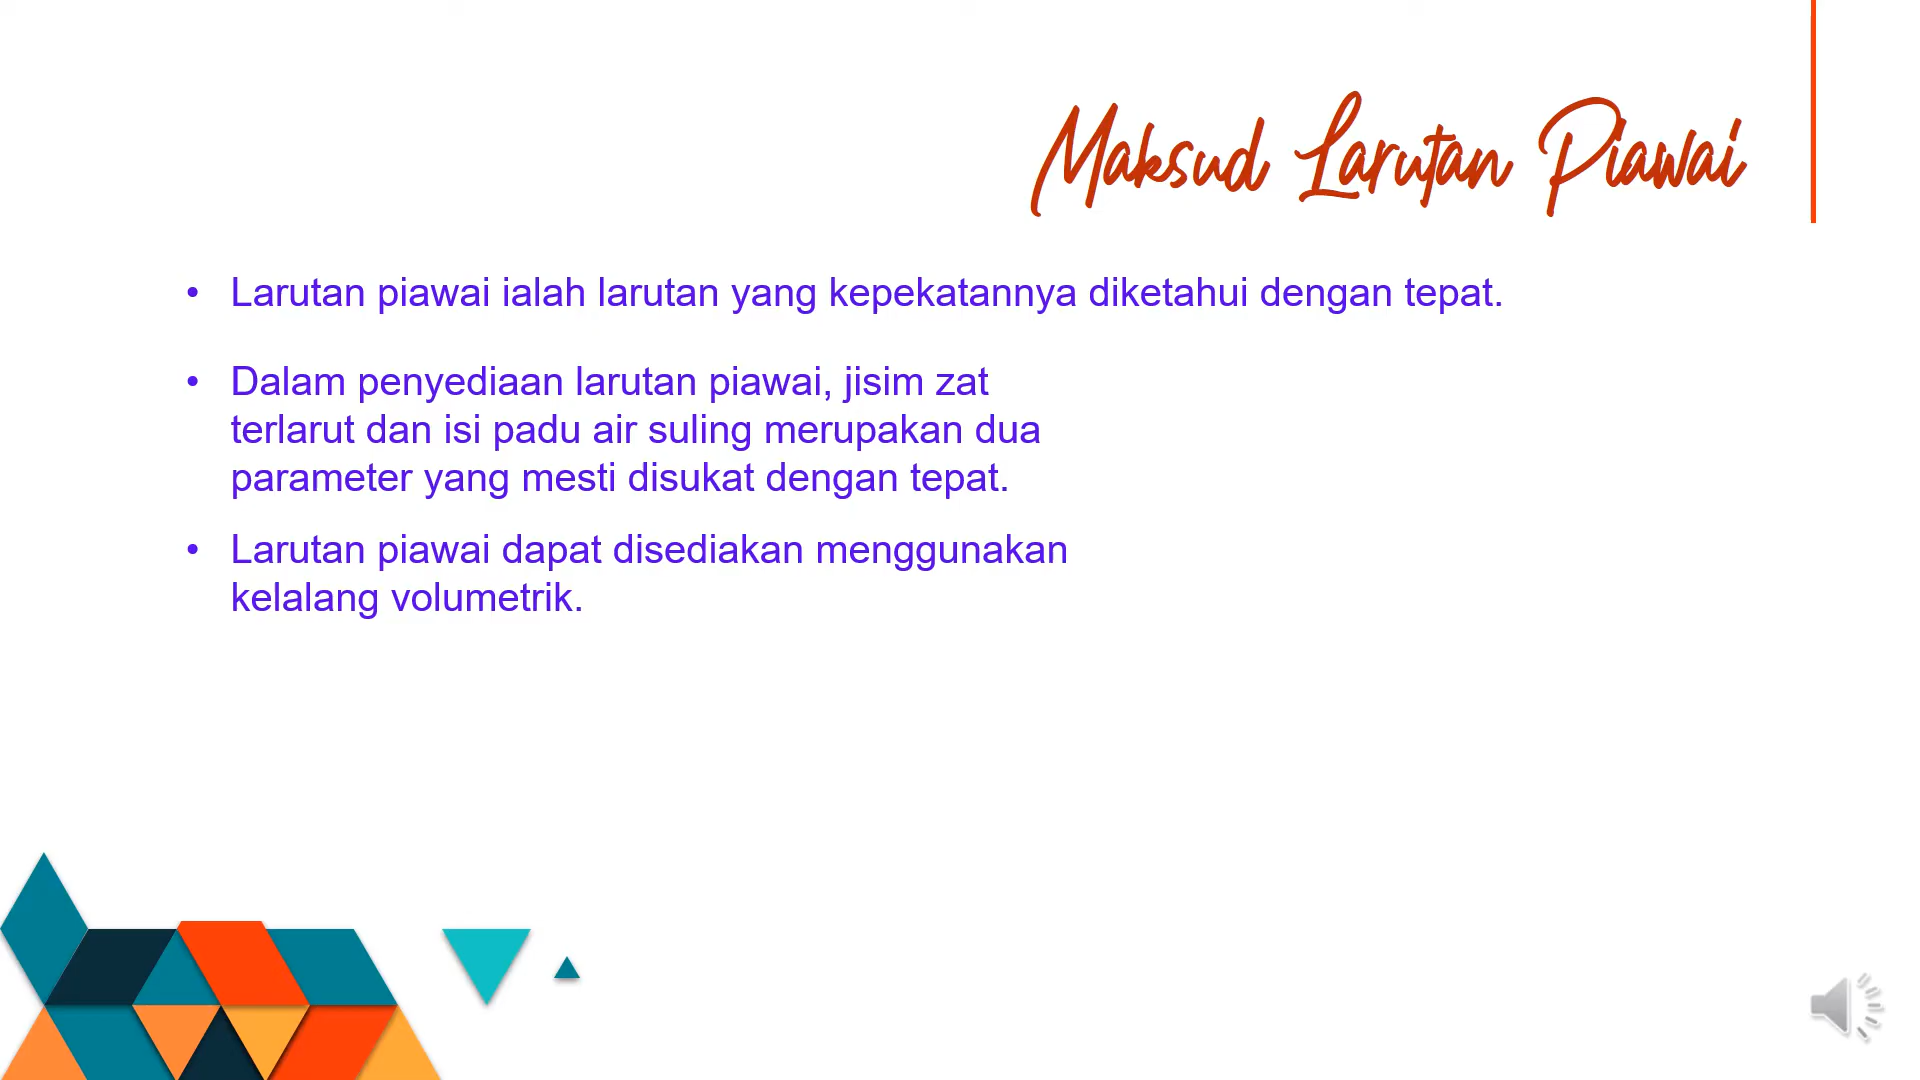 Maksud Larutan Piawai
• Larutan piawai ialah larutan yang kepekatannya diketahui dengan tepat.
• Dalam penyediaan larutan piawai, jisim zat
terlarut dan isi padu air suling merupakan dua
parameter yang mesti disukat dengan tepat.
• Larutan piawai dapat disediakan menggunakan
kelalang volumetrik.